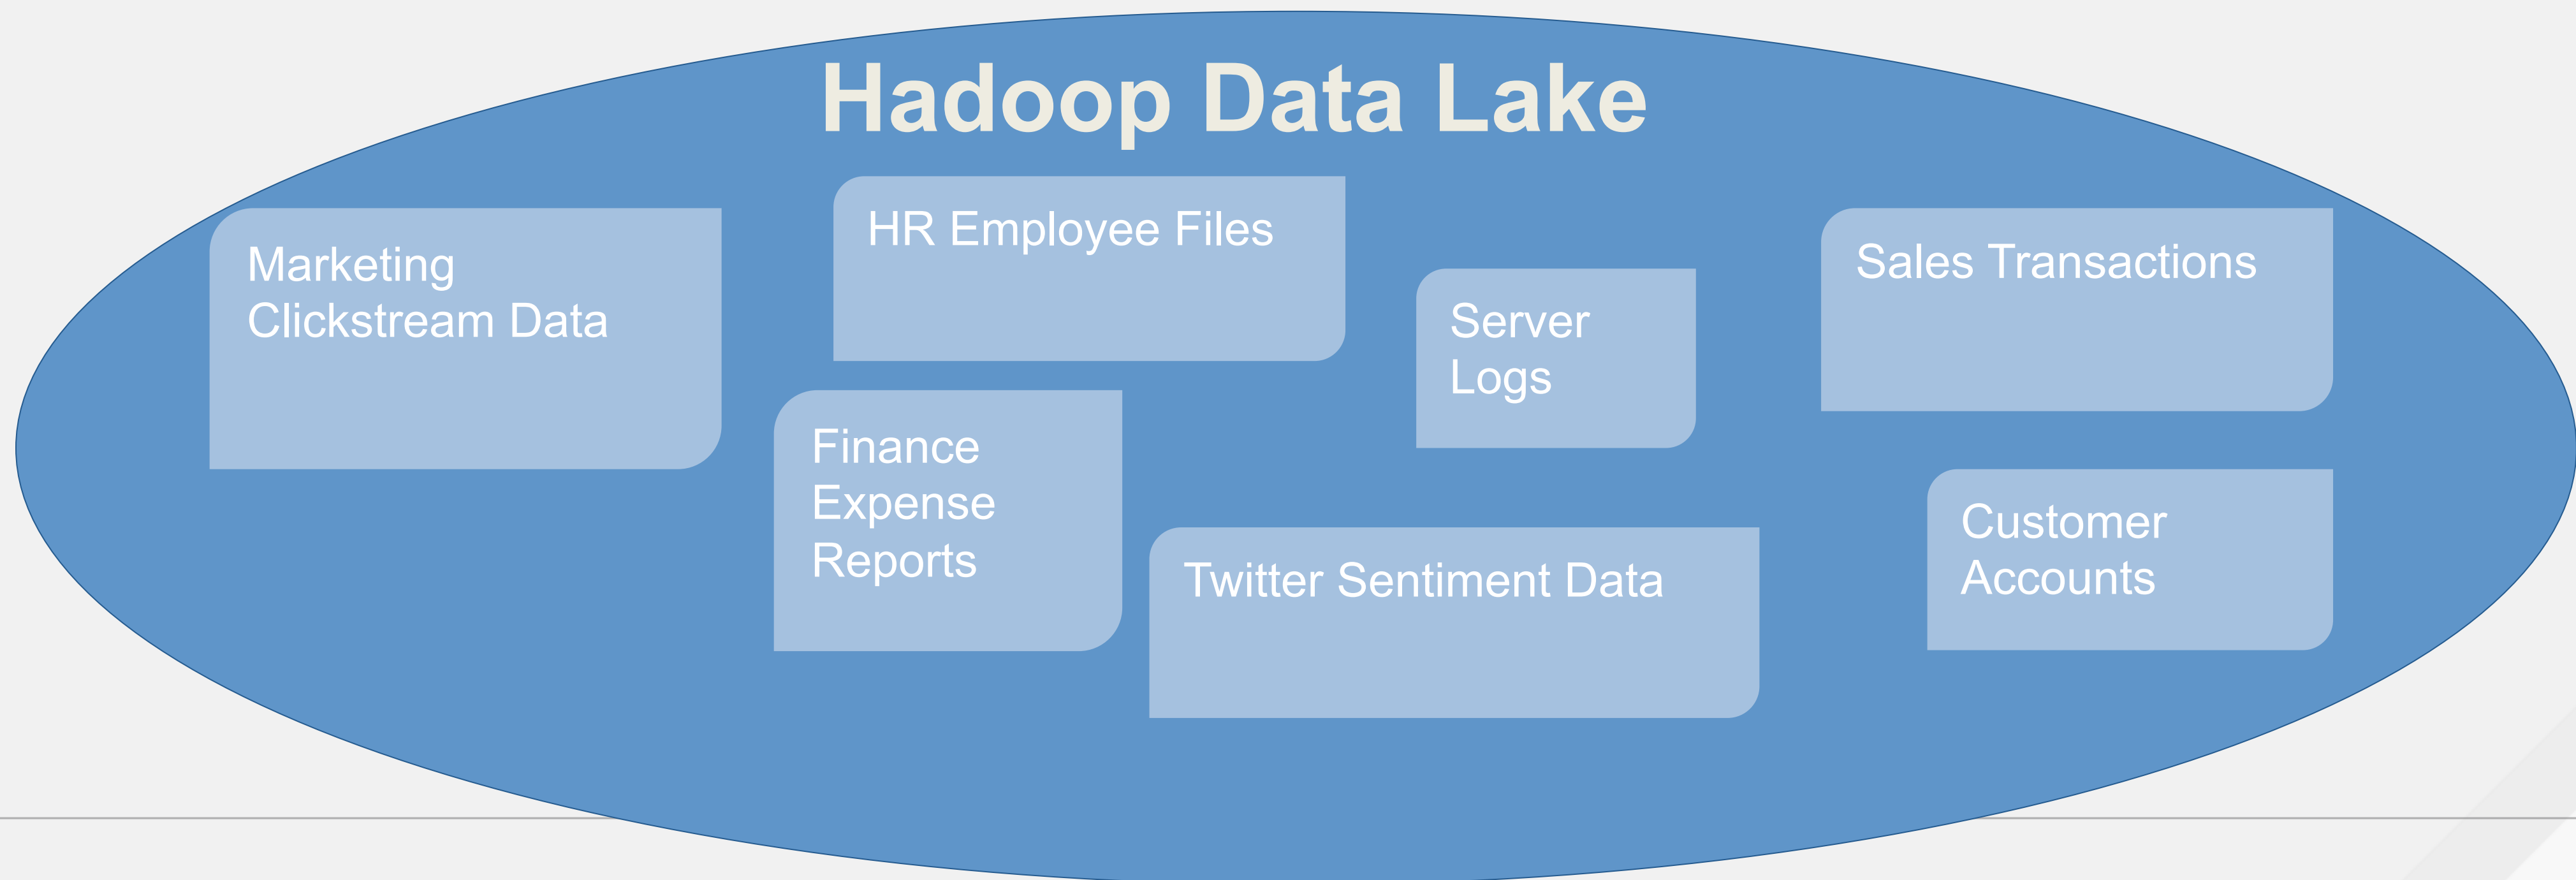 Hadoop Data Lake
Marketing
Clickstream Data
HR Employee Files
Server
Logs
Sales Transactions
Finance
Expense
Reports
Twitter Sentiment Data
Customer
Accounts